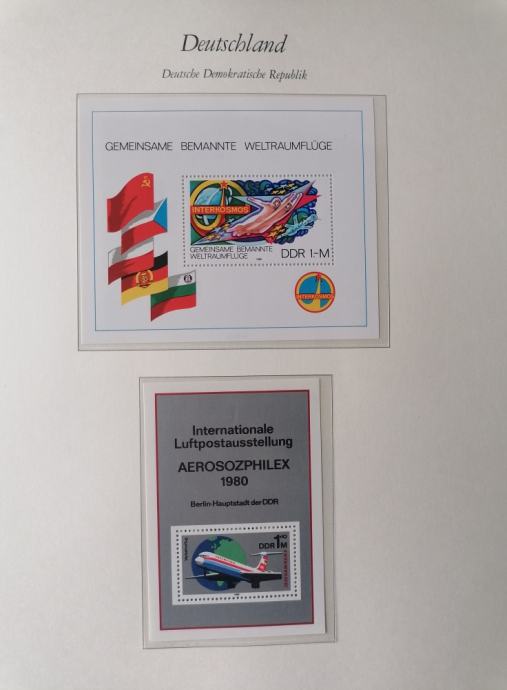 Deutschland
Deutsche Demokratische Republik
GEMEINSAME BEMANNTE WELTRAUMFLÜGE
INTERKOSMOS
GEMEINSAME BEMANNTE
WELTRAUMFLÜGE
DDR 1,-M
INTERKOSMOS
Internationale
Luftpostausstellung
AEROSOZPHILEX
1980
Berlin·Hauptstadt der DDR
DDR 1 M